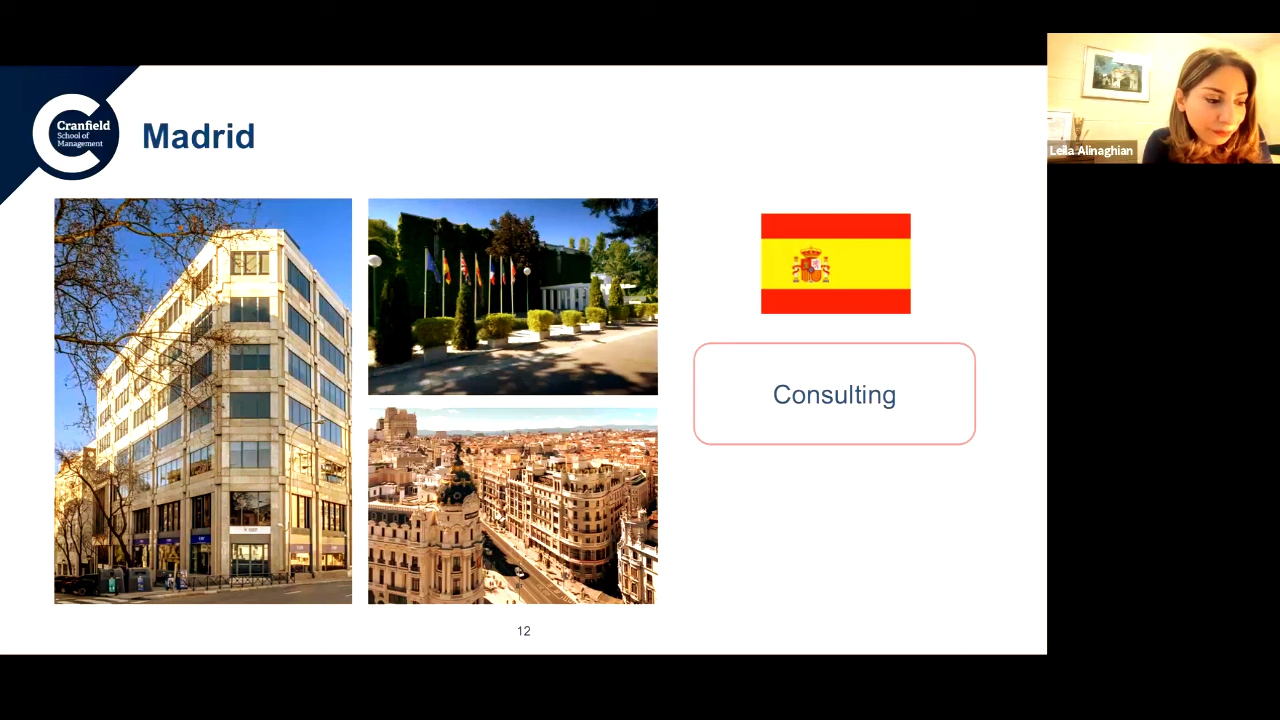 Cranfield
School of
Management
Madrid
Consulting
12
Leila Alinaghian